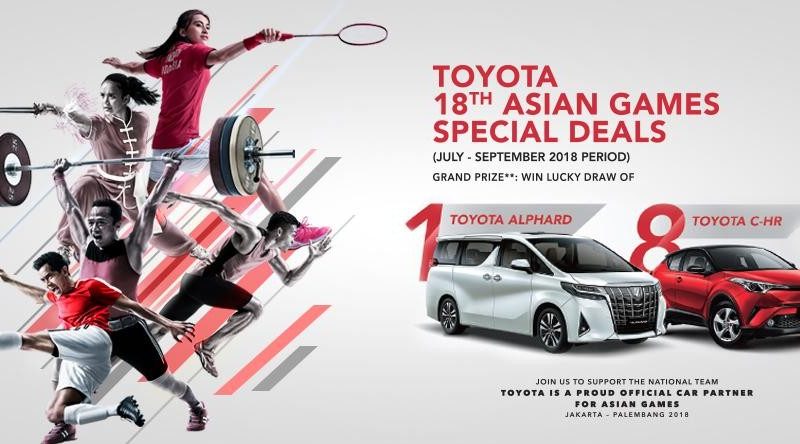 TOYOTA
18TH ASIAN GAMES
SPECIAL DEALS
(JULY - SEPTEMBER 2018 PERIOD)
GRAND PRIZE**: WIN LUCKY DRAW OF
1 TOYOTA ALPHARD
8 TOYOTA C-HR
JOIN US TO SUPPORT THE NATIONAL TEAM
TOYOTA IS A PROUD OFFICIAL CAR PARTNER
FOR ASIAN GAMES
JAKARTA – PALEMBANG 2018